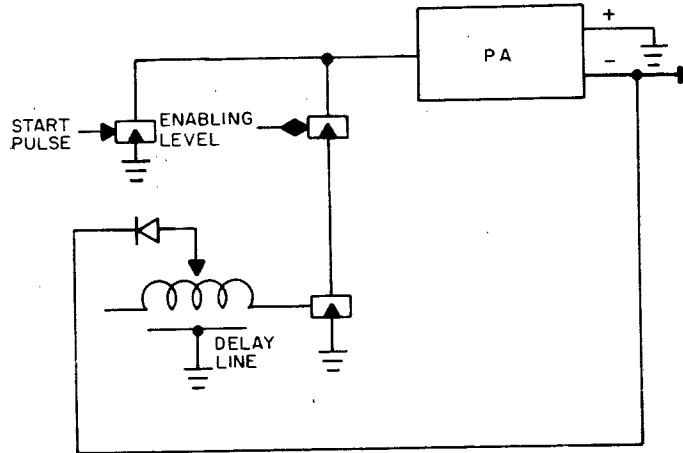 PA
+
-
START
PULSE
ENABLING
LEVEL
DELAY
LINE